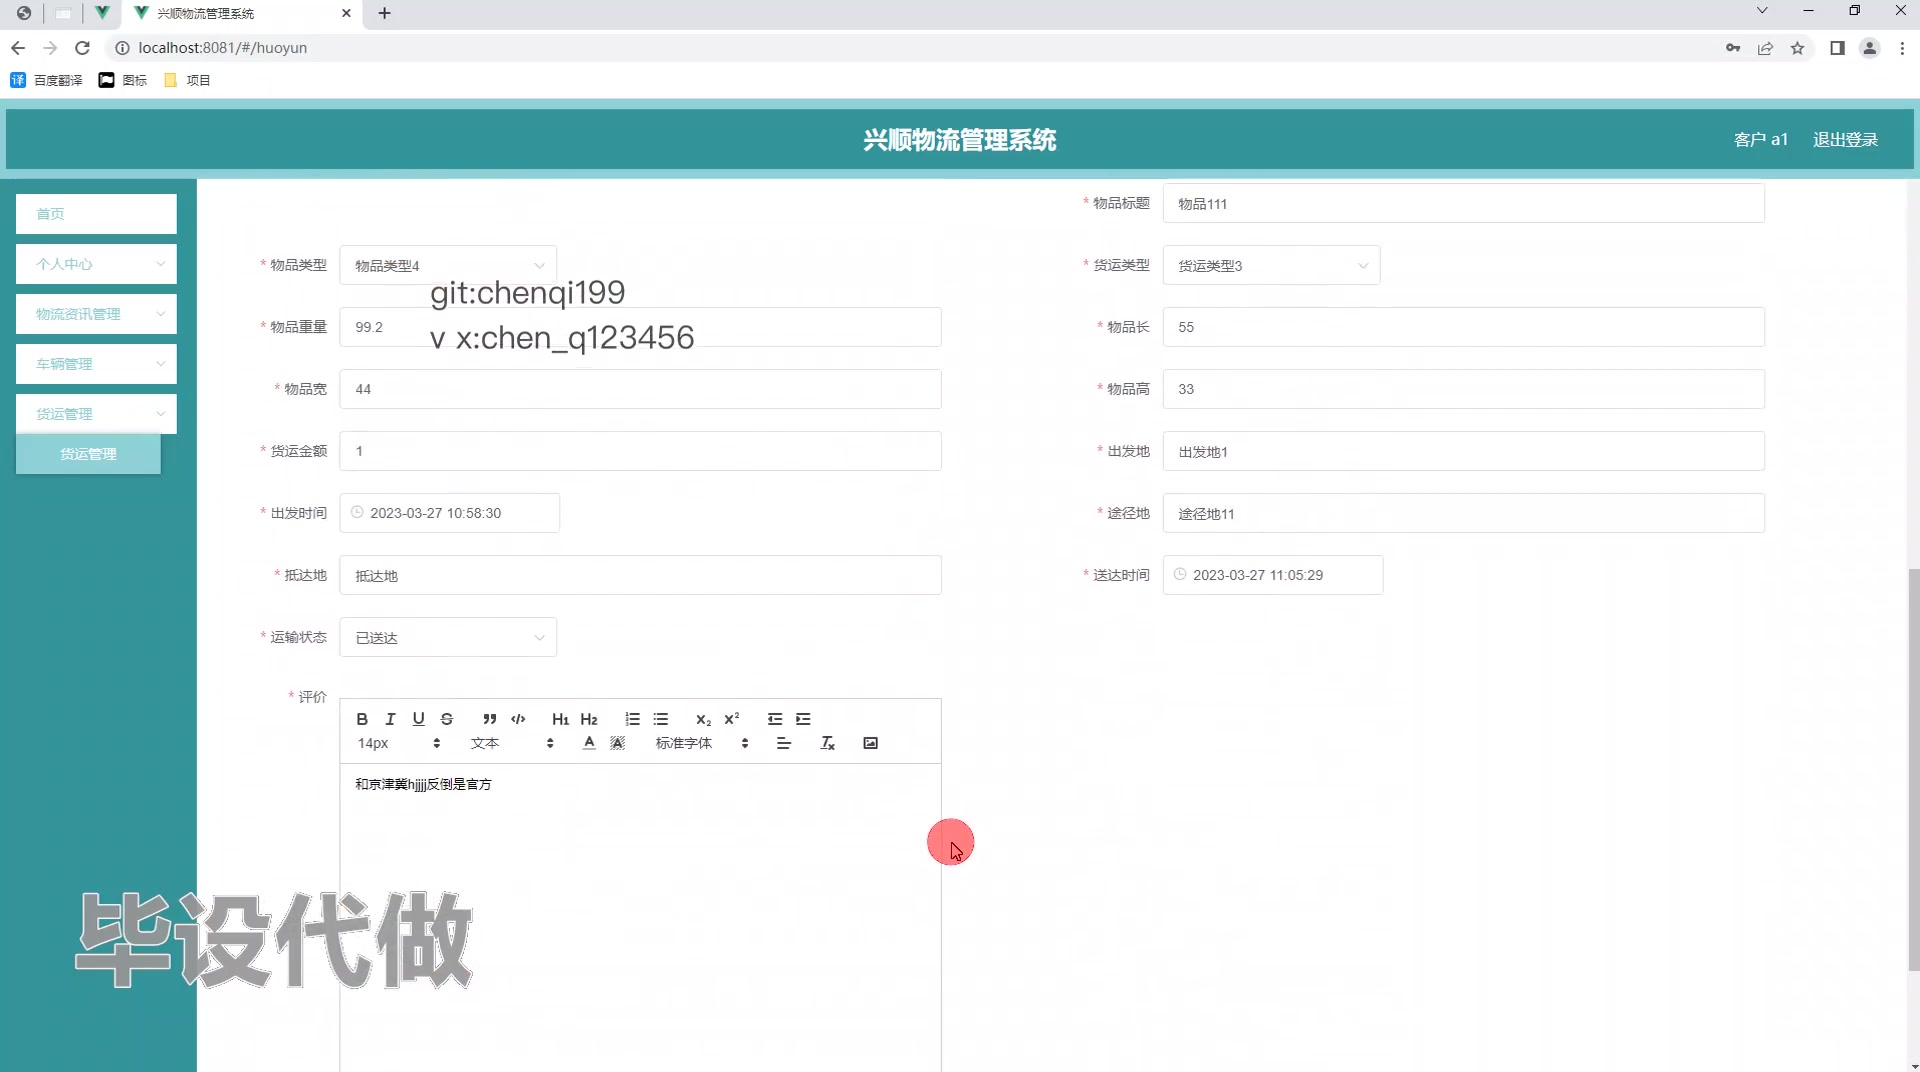 兴顺物流管理系统
localhost:8081/#/huoyun
百度翻译
图标
项目
兴顺物流管理系统
客户 a1
退出登录
首页
个人中心
物流资讯管理
车辆管理
货运管理
货运管理
* 物品标题 物品111
* 物品类型 物品类型4
* 货运类型 货运类型3
git:chenqi199
* 物品重量 99.2
* 物品长 55
v x:chen_q123456
* 物品宽 44
* 物品高 33
* 货运金额 1
* 出发地 出发地1
* 出发时间 2023-03-27 10:58:30
* 途径地 途径地11
* 抵达地 抵达地
* 送达时间 2023-03-27 11:05:29
* 运输状态 已送达
* 评价
14px 文本 标准字体
和京津冀hjjjj反倒是官方
毕设代做